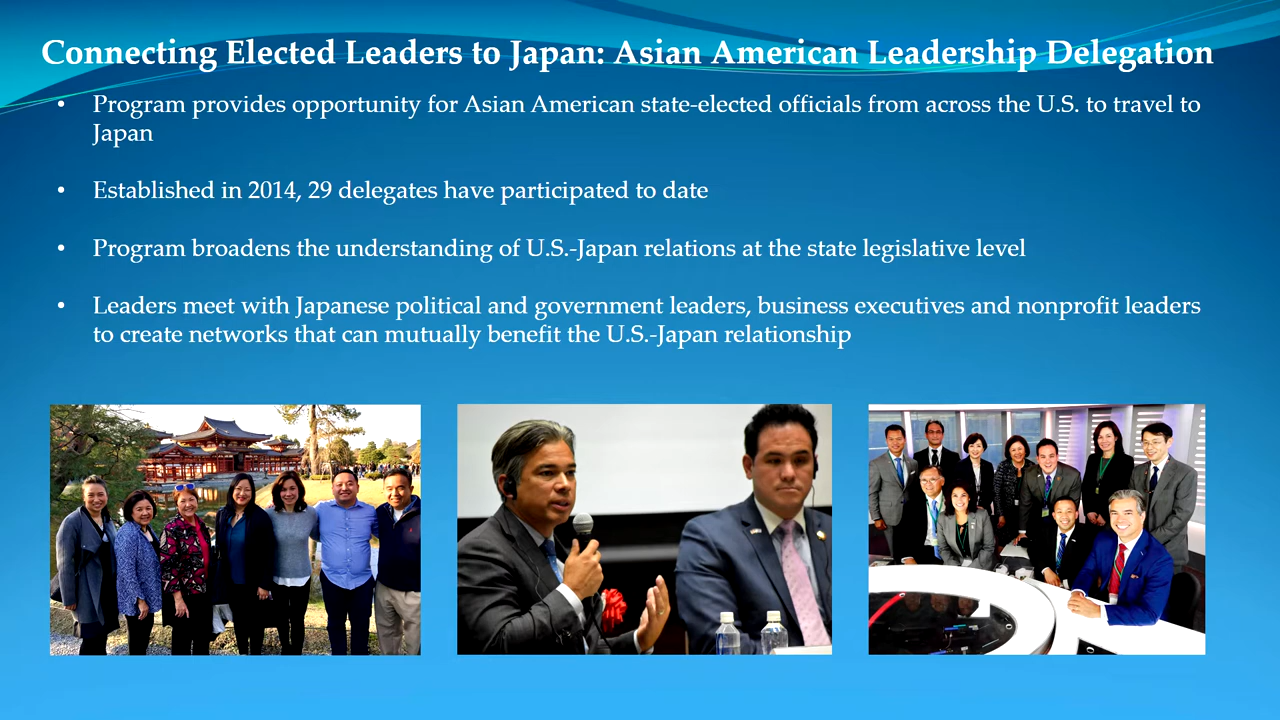 Connecting Elected Leaders to Japan: Asian American Leadership Delegation
• Program provides opportunity for Asian American state-elected officials from across the U.S. to travel to
Japan
• Established in 2014, 29 delegates have participated to date
• Program broadens the understanding of U.S.-Japan relations at the state legislative level
• Leaders meet with Japanese political and government leaders, business executives and nonprofit leaders
to create networks that can mutually benefit the U.S.-Japan relationship